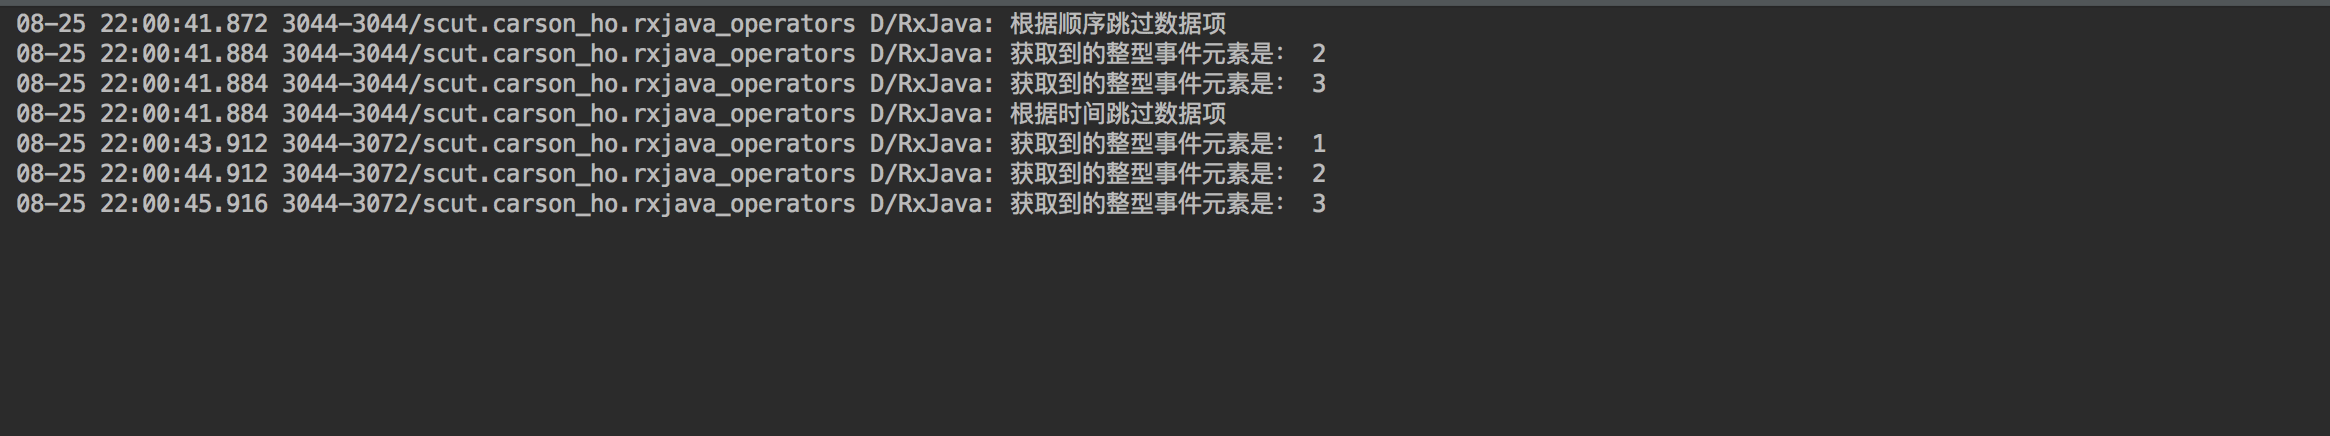 08-25 22:00:41.872 3044-3044/scut.carson_ho.rxjava_operators D/RxJava: 根据顺序跳过数据项
08-25 22:00:41.884 3044-3044/scut.carson_ho.rxjava_operators D/RxJava: 获取到的整型事件元素是： 2
08-25 22:00:41.884 3044-3044/scut.carson_ho.rxjava_operators D/RxJava: 获取到的整型事件元素是： 3
08-25 22:00:41.884 3044-3044/scut.carson_ho.rxjava_operators D/RxJava: 根据时间跳过数据项
08-25 22:00:43.912 3044-3072/scut.carson_ho.rxjava_operators D/RxJava: 获取到的整型事件元素是： 1
08-25 22:00:44.912 3044-3072/scut.carson_ho.rxjava_operators D/RxJava: 获取到的整型事件元素是： 2
08-25 22:00:45.916 3044-3072/scut.carson_ho.rxjava_operators D/RxJava: 获取到的整型事件元素是： 3